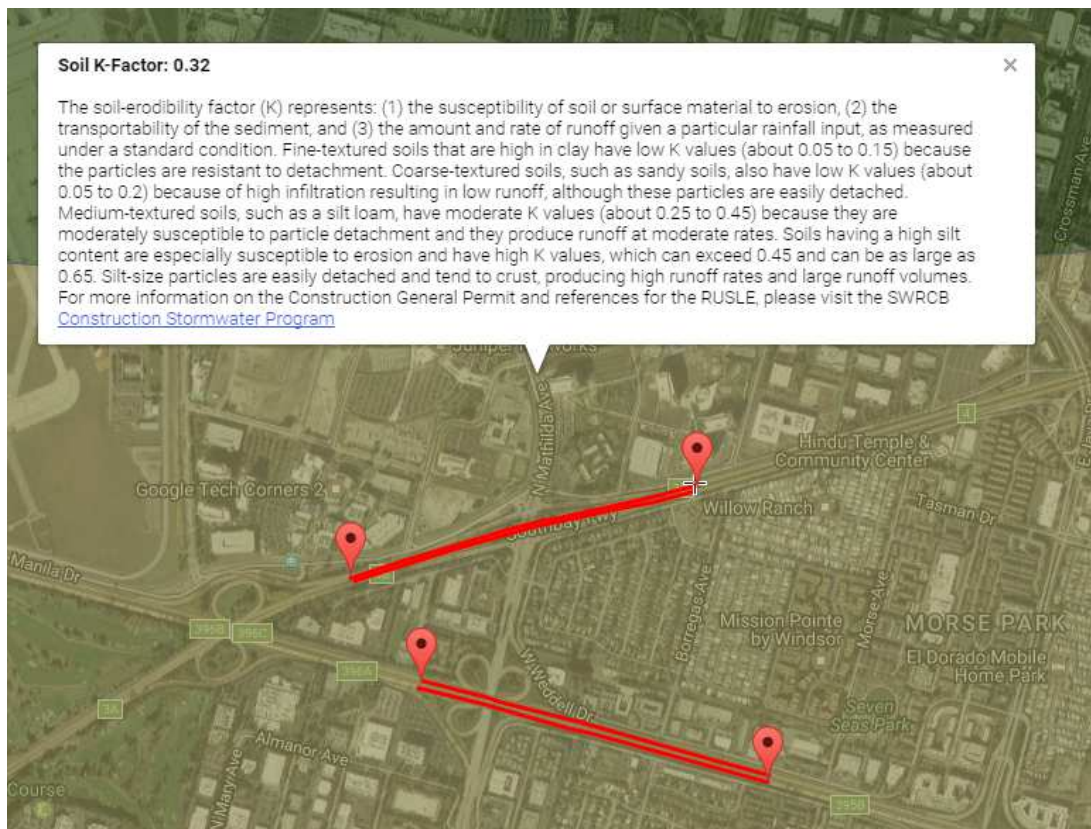 Soil K-Factor: 0.32
The soil-erodibility factor (K) represents: (1) the susceptibility of soil or surface material to erosion, (2) the
transportability of the sediment, and (3) the amount and rate of runoff given a particular rainfall input, as measured
under a standard condition. Fine-textured soils that are high in clay have low K values (about 0.05 to 0.15) because
the particles are resistant to detachment. Coarse-textured soils, such as sandy soils, also have low K values (about
0.05 to 0.2) because of high infiltration resulting in low runoff, although these particles are easily detached.
Medium-textured soils, such as a silt loam, have moderate K values (about 0.25 to 0.45) because they are
moderately susceptible to particle detachment and they produce runoff at moderate rates. Soils having a high silt
content are especially susceptible to erosion and have high K values, which can exceed 0.45 and can be as large as
0.65. Silt-size particles are easily detached and tend to crust, producing high runoff rates and large runoff volumes.
For more information on the Construction General Permit and references for the RUSLE, please visit the SWRCB
Construction Stormwater Program
Crossman Ave
N Mathilda Ave
4
Hindu Temple &
Community Center
Google Tech Corners 2
Willow Ranch
Tasman Dr
Manila Dr
395B
396C
396A
3A
Borregas Ave
Morse Ave
Mission Pointe
by Windsor
MORSE PARK
El Dorado Mobile
Home Park
W Weddell Dr
Seven
Seas Park
Almanor Ave
N Mary Ave
Course
395B